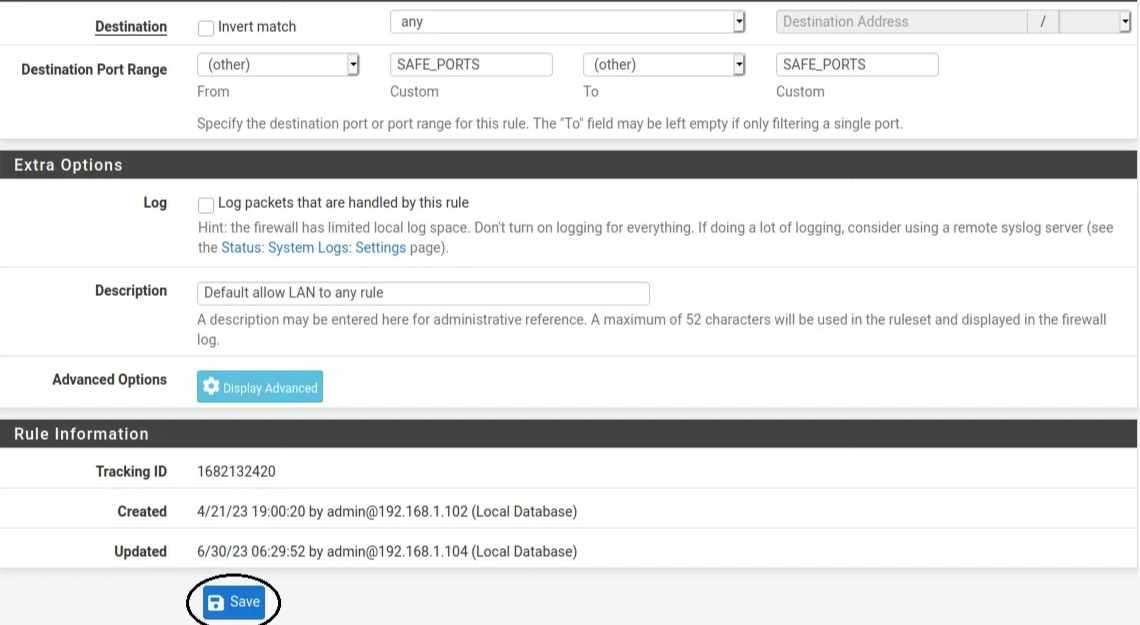 Destination Invert match any Destination Address /
Destination Port Range (other) SAFE_PORTS (other) SAFE_PORTS
From Custom To Custom
Specify the destination port or port range for this rule. The "To" field may be left empty if only filtering a single port.
Extra Options
Log Log packets that are handled by this rule
Hint: the firewall has limited local log space. Don't turn on logging for everything. If doing a lot of logging, consider using a remote syslog server (see
the Status: System Logs: Settings page).
Description Default allow LAN to any rule
A description may be entered here for administrative reference. A maximum of 52 characters will be used in the ruleset and displayed in the firewall
log.
Advanced Options Display Advanced
Rule Information
Tracking ID 1682132420
Created 4/21/23 19:00:20 by admin@192.168.1.102 (Local Database)
Updated 6/30/23 06:29:52 by admin@192.168.1.104 (Local Database)
Save